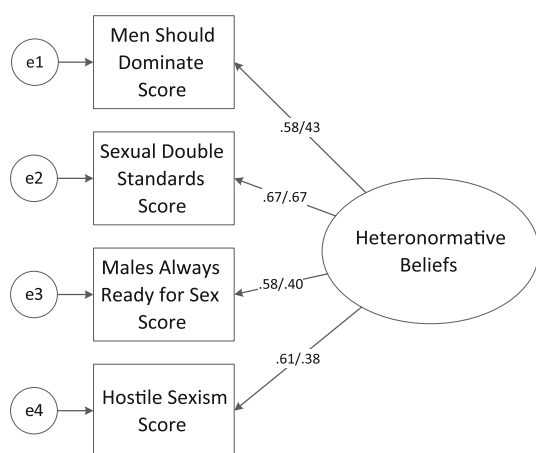 e1
Men Should
Dominate
Score
.58/43
e2
Sexual Double
Standards
Score
.67/.67
Heteronormative
Beliefs
e3
Males Always
Ready for Sex
Score
.58/.40
.61/.38
e4
Hostile Sexism
Score